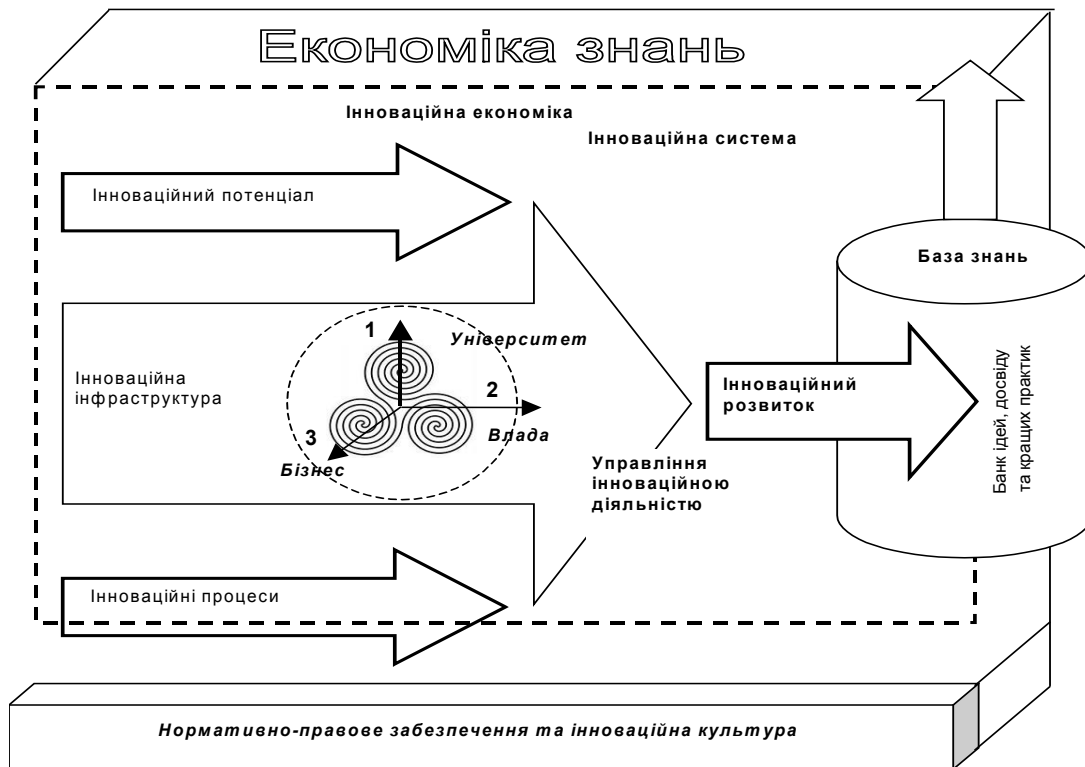 Економіка знань
Інноваційна економіка
Інноваційна система
Інноваційний потенціал
База знань
1
Університет
Інноваційна
інфраструктура
2
Влада
3
Бізнес
Інноваційний
розвиток
Банк ідей, досвіду
та кращих практик
Управління
інноваційною
діяльністю
Інноваційні процеси
Нормативно-правове забезпечення та інноваційна культура